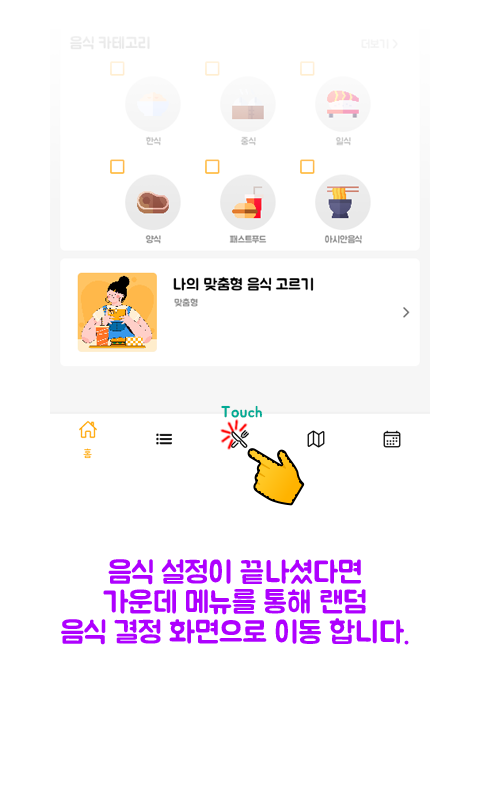 음식 카테고리
더보기 >
한식
중식
일식
양식
패스트푸드
아시안음식
나의 맞춤형 음식 고르기
맞춤형
Touch
홈
음식 설정이 끝나셨다면
가운데 메뉴를 통해 랜덤
음식 결정 화면으로 이동 합니다.